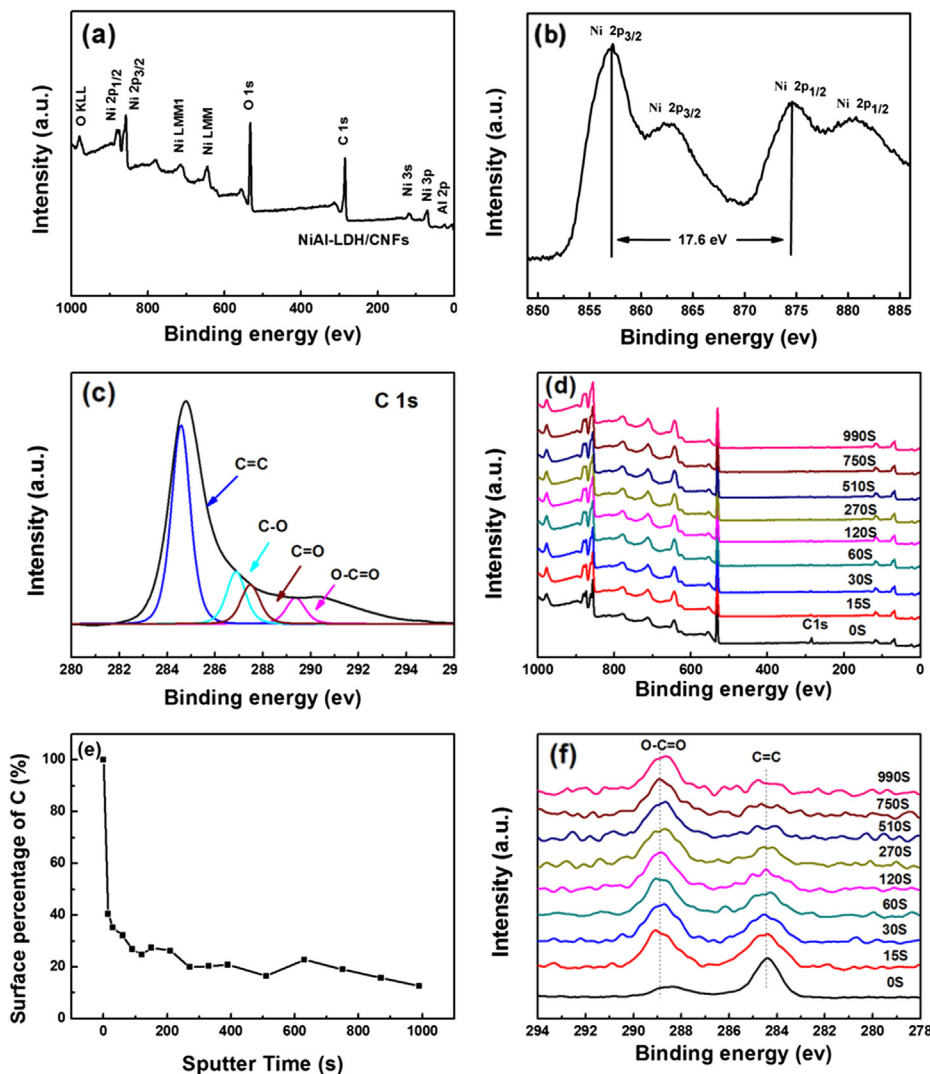 (a)
O KLL
Ni 2p1/2
Ni 2p3/2
Ni LMM1
Ni LMM
O 1s
C 1s
Ni 3s
Ni 3p
Al 2p
NiAl-LDH/CNFs
Intensity (a.u.)
1000 800 600 400 200 0
Binding energy (ev)
(b)
Ni 2p3/2
Ni 2p3/2
Ni 2p1/2
Ni 2p1/2
17.6 eV
Intensity (a.u.)
850 855 860 865 870 875 880 885
Binding energy (ev)
(c)
C 1s
C=C
C-O
C=O
O-C=O
Intensity (a.u.)
280 282 284 286 288 290 292 294 29
Binding energy (ev)
(d)
990S
750S
510S
270S
120S
60S
30S
15S
C1s
0S
Intensity (a.u.)
1000 800 600 400 200 0
Binding energy (ev)
(e)
Surface percentage of C (%)
100
80
60
40
20
0
0 200 400 600 800 1000
Sputter Time (s)
(f)
O-C=O
C=C
990S
750S
510S
270S
120S
60S
30S
15S
0S
Intensity (a.u.)
294 292 290 288 286 284 282 280 278
Binding energy (ev)